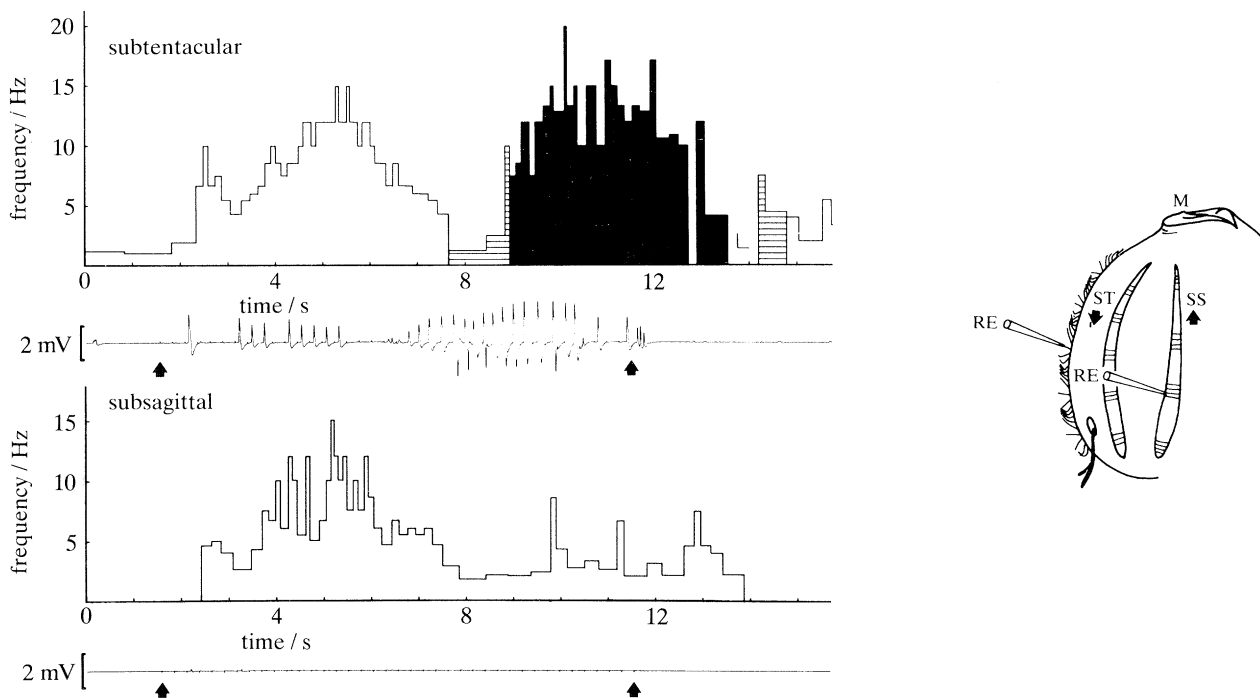 subtentacular
frequency / Hz
20
15
10
5
0 4 8 12
time / s
2 mV
subsagittal
frequency / Hz
15
10
5
0 4 8 12
time / s
2 mV
M
ST SS
RE
RE